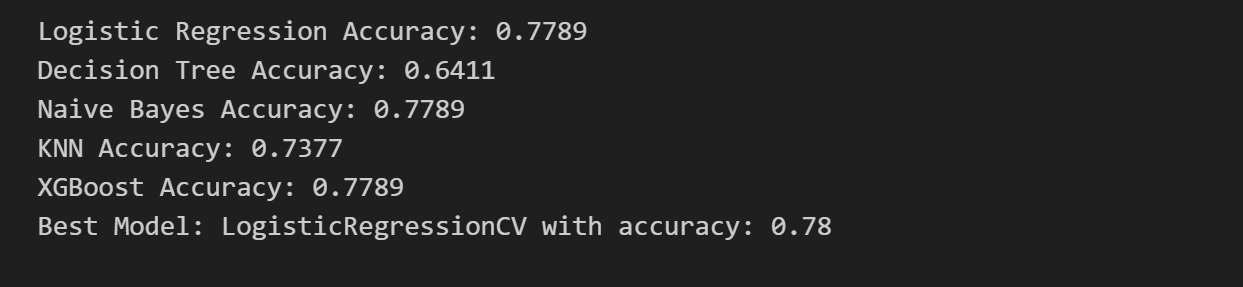 Logistic Regression Accuracy: 0.7789
Decision Tree Accuracy: 0.6411
Naive Bayes Accuracy: 0.7789
KNN Accuracy: 0.7377
XGBoost Accuracy: 0.7789
Best Model: LogisticRegressionCV with accuracy: 0.78